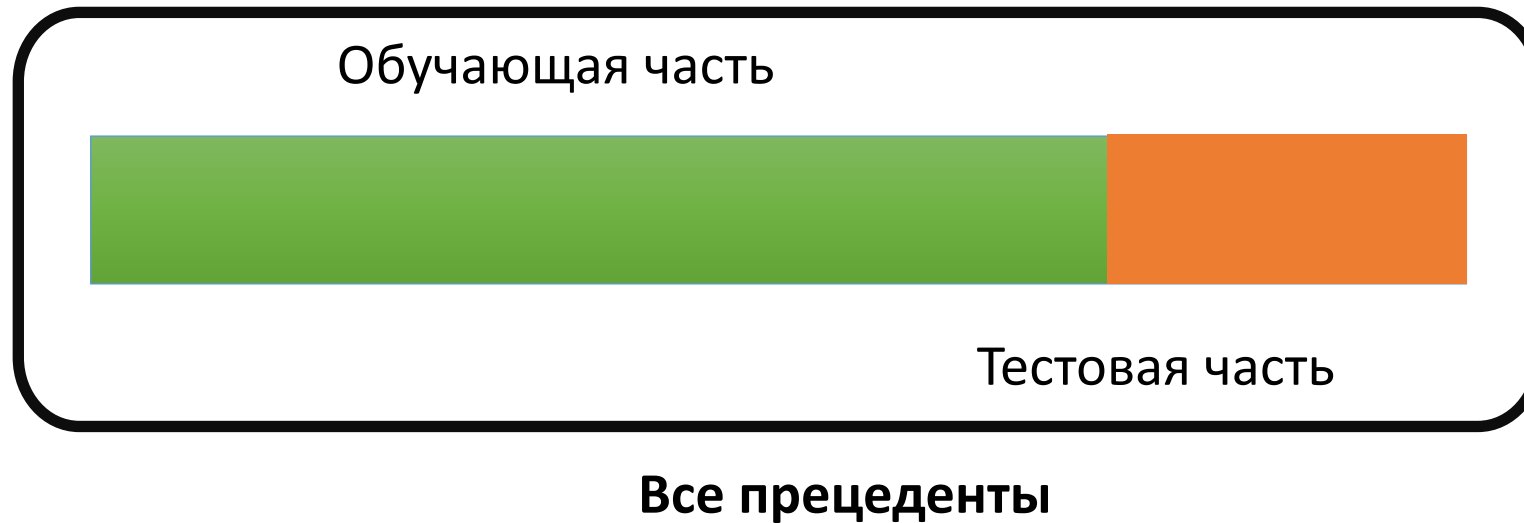 Обучающая часть
Тестовая часть
Все прецеденты